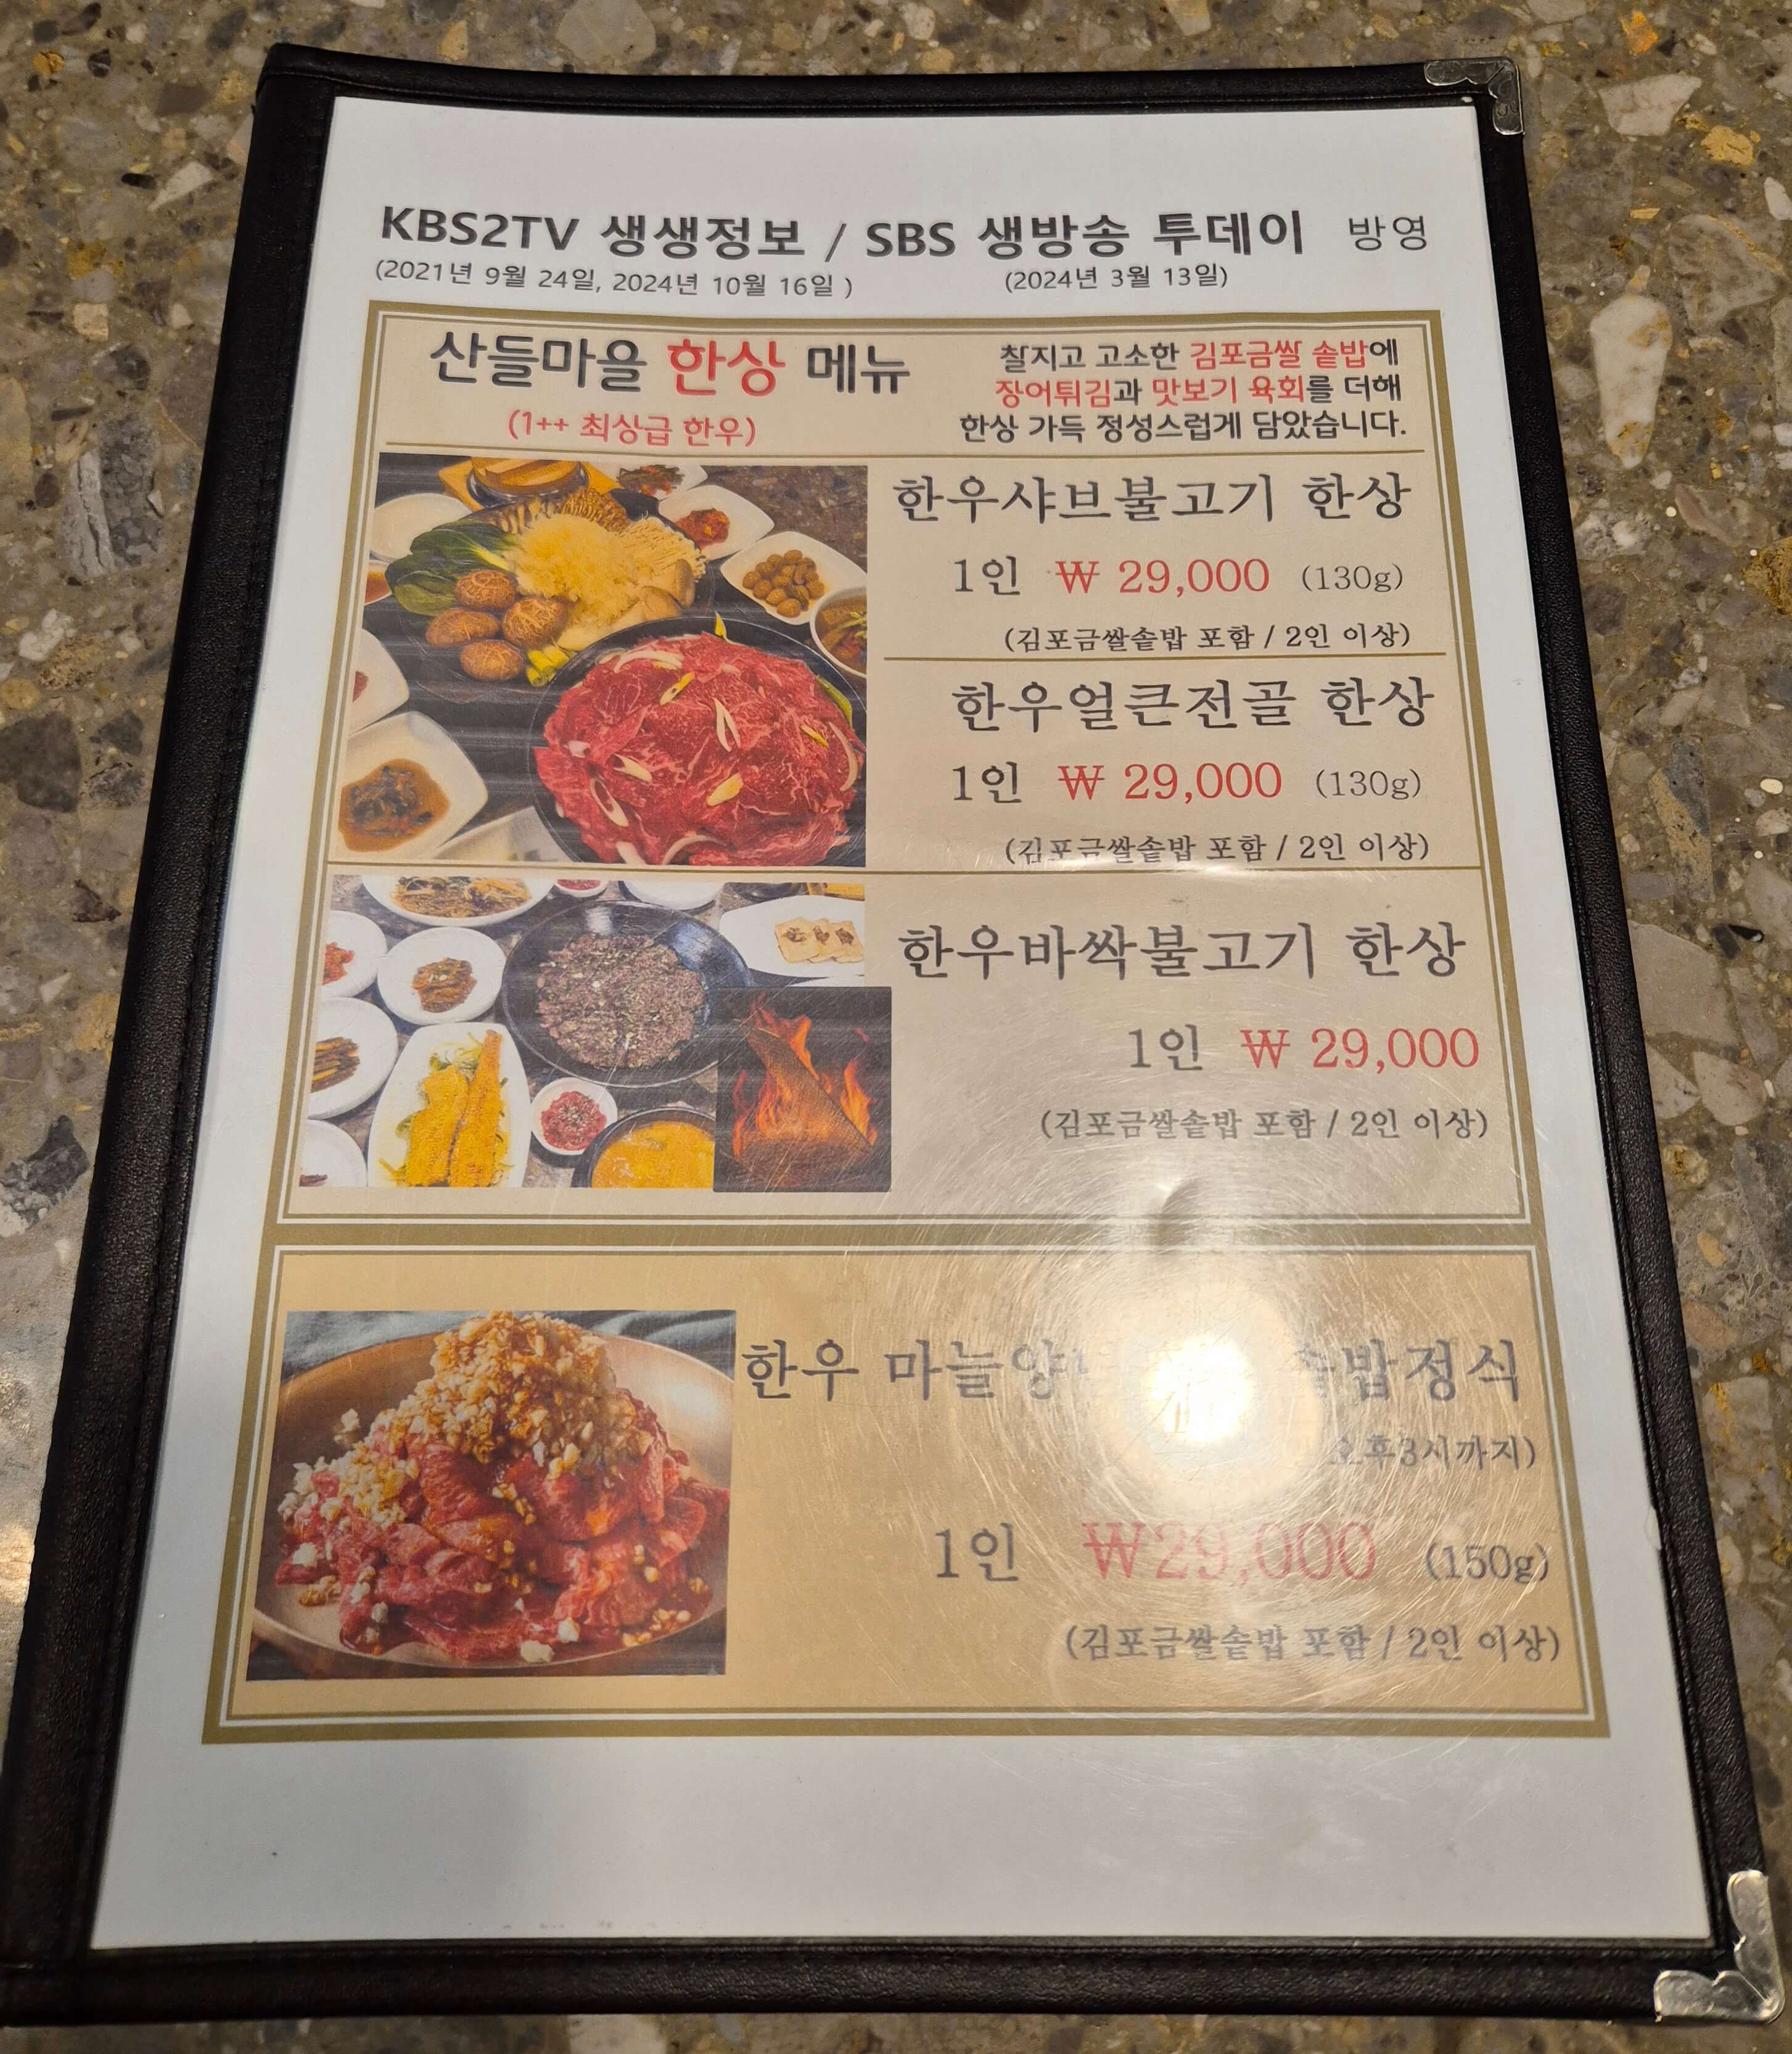 KBS2TV 생생정보 / SBS 생방송 투데이 방영
(2021년 9월 24일, 2024년 10월 16일 ) (2024년 3월 13일)
산들마을 한상 메뉴
(1++ 최상급 한우)
찰지고 고소한 김포금쌀 솥밥에
장어튀김과 맛보기 육회를 더해
한상 가득 정성스럽게 담았습니다.
한우샤브불고기 한상
1인 ₩ 29,000 (130g)
(김포금쌀솥밥 포함 / 2인 이상)
한우얼큰전골 한상
1인 ₩ 29,000 (130g)
(김포금쌀솥밥 포함 / 2인 이상)
한우바싹불고기 한상
1인 ₩ 29,000
(김포금쌀솥밥 포함 / 2인 이상)
한우 솥밥정식
오후3시까지)
1인 ₩29,000 (150g)
(김포금쌀솥밥 포함 / 2인 이상)